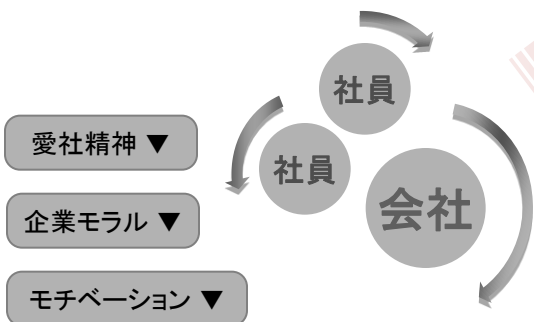 社員
社員
会社
愛社精神 ▼
企業モラル ▼
モチベーション ▼